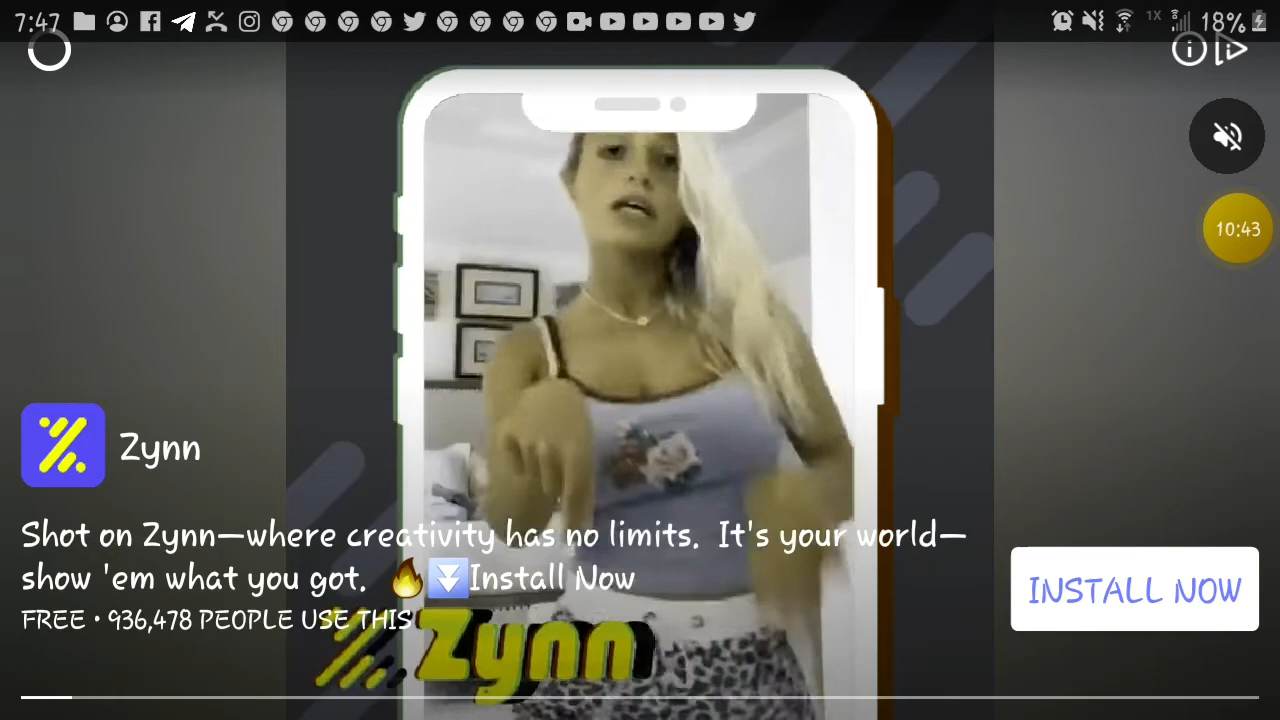 7:47
1X
18%
10:43
Zynn
Shot on Zynn—where creativity has no limits. It's your world—
show 'em what you got. 🔥⏬Install Now
FREE • 936,478 PEOPLE USE THIS
INSTALL NOW
Zynn